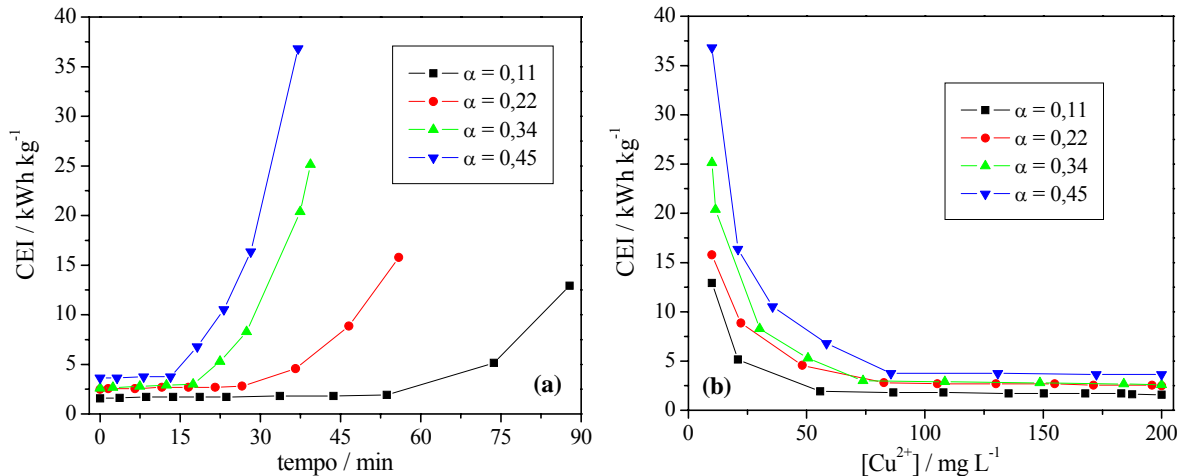 40
35
30
25
20
15
10
5
0
CEI / kWh kg⁻¹
α = 0,11
α = 0,22
α = 0,34
α = 0,45
(a)
0 15 30 45 60 75 90
tempo / min
40
35
30
25
20
15
10
5
0
CEI / kWh kg⁻¹
α = 0,11
α = 0,22
α = 0,34
α = 0,45
(b)
0 50 100 150 200
[Cu²⁺] / mg L⁻¹